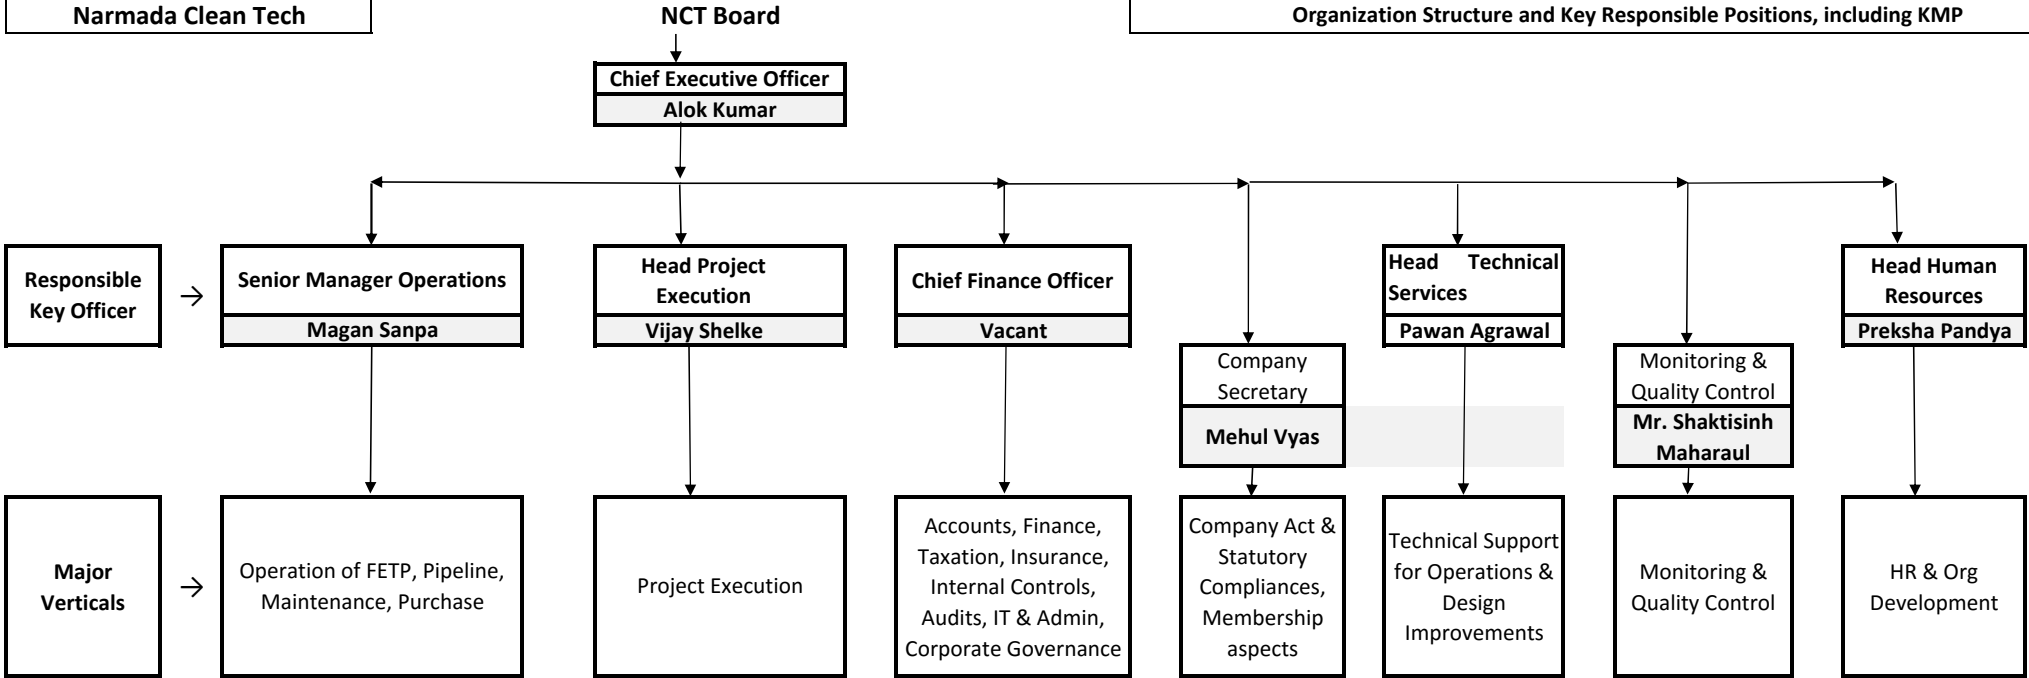 Narmada Clean Tech
NCT Board
Organization Structure and Key Responsible Positions, including KMP
Chief Executive Officer
Alok Kumar
Responsible
Key Officer
→
Senior Manager Operations
Magan Sanpa
Head Project
Execution
Vijay Shelke
Chief Finance Officer
Vacant
Company
Secretary
Mehul Vyas
Head Technical
Services
Pawan Agrawal
Monitoring &
Quality Control
Mr. Shaktisinh
Maharaul
Head Human
Resources
Preksha Pandya
Major
Verticals
→
Operation of FETP, Pipeline,
Maintenance, Purchase
Project Execution
Accounts, Finance,
Taxation, Insurance,
Internal Controls,
Audits, IT & Admin,
Corporate Governance
Company Act &
Statutory
Compliances,
Membership
aspects
Technical Support
for Operations &
Design
Improvements
Monitoring &
Quality Control
HR & Org
Development